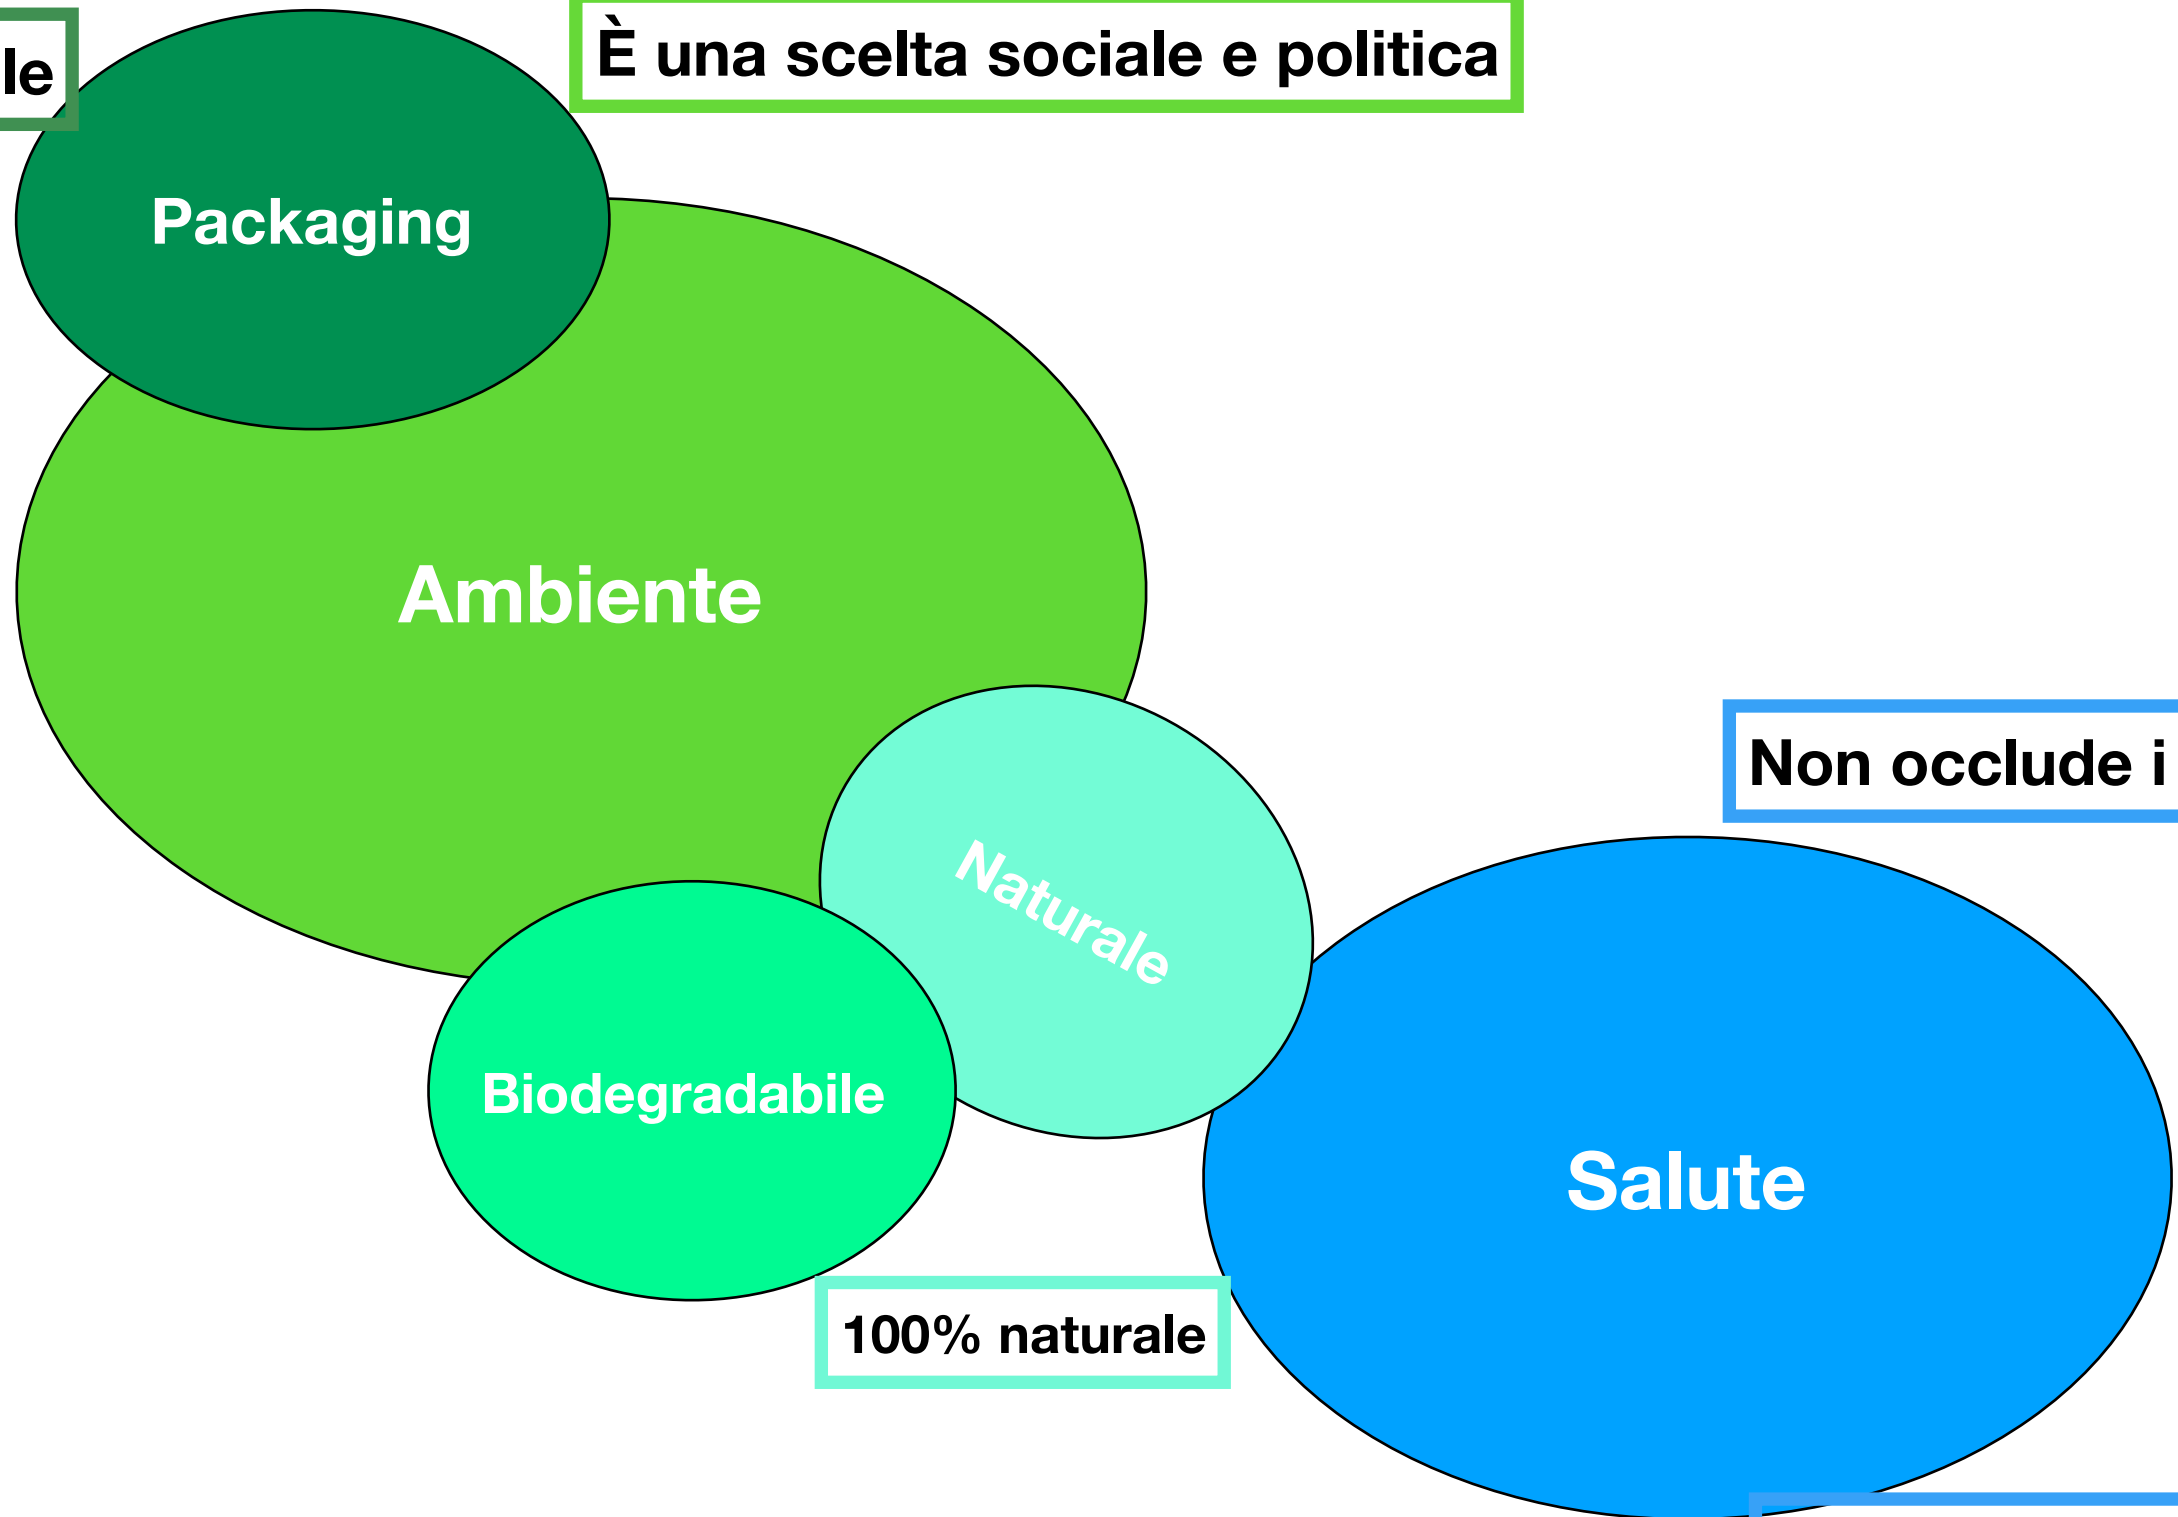 È una scelta sociale e politica
le
Packaging
Ambiente
Non occlude i
Naturale
Biodegradabile
Salute
100% naturale